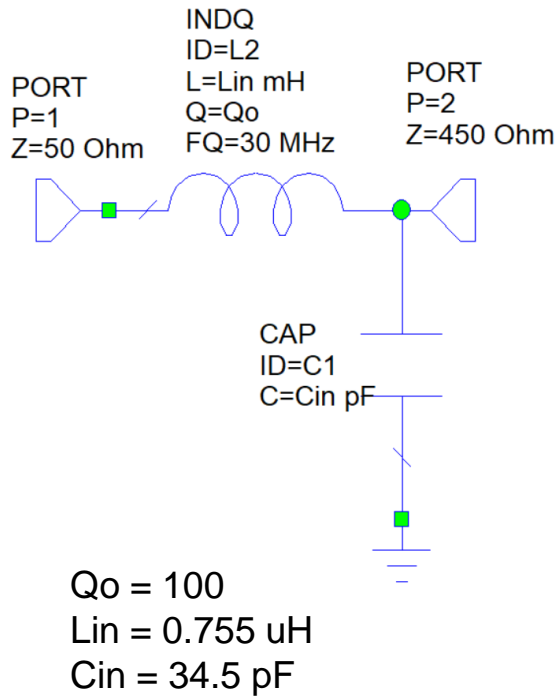 INDQ
ID=L2
L=Lin mH
Q=Qo
FQ=30 MHz
PORT
P=1
Z=50 Ohm
PORT
P=2
Z=450 Ohm
CAP
ID=C1
C=Cin pF
Qo = 100
Lin = 0.755 uH
Cin = 34.5 pF